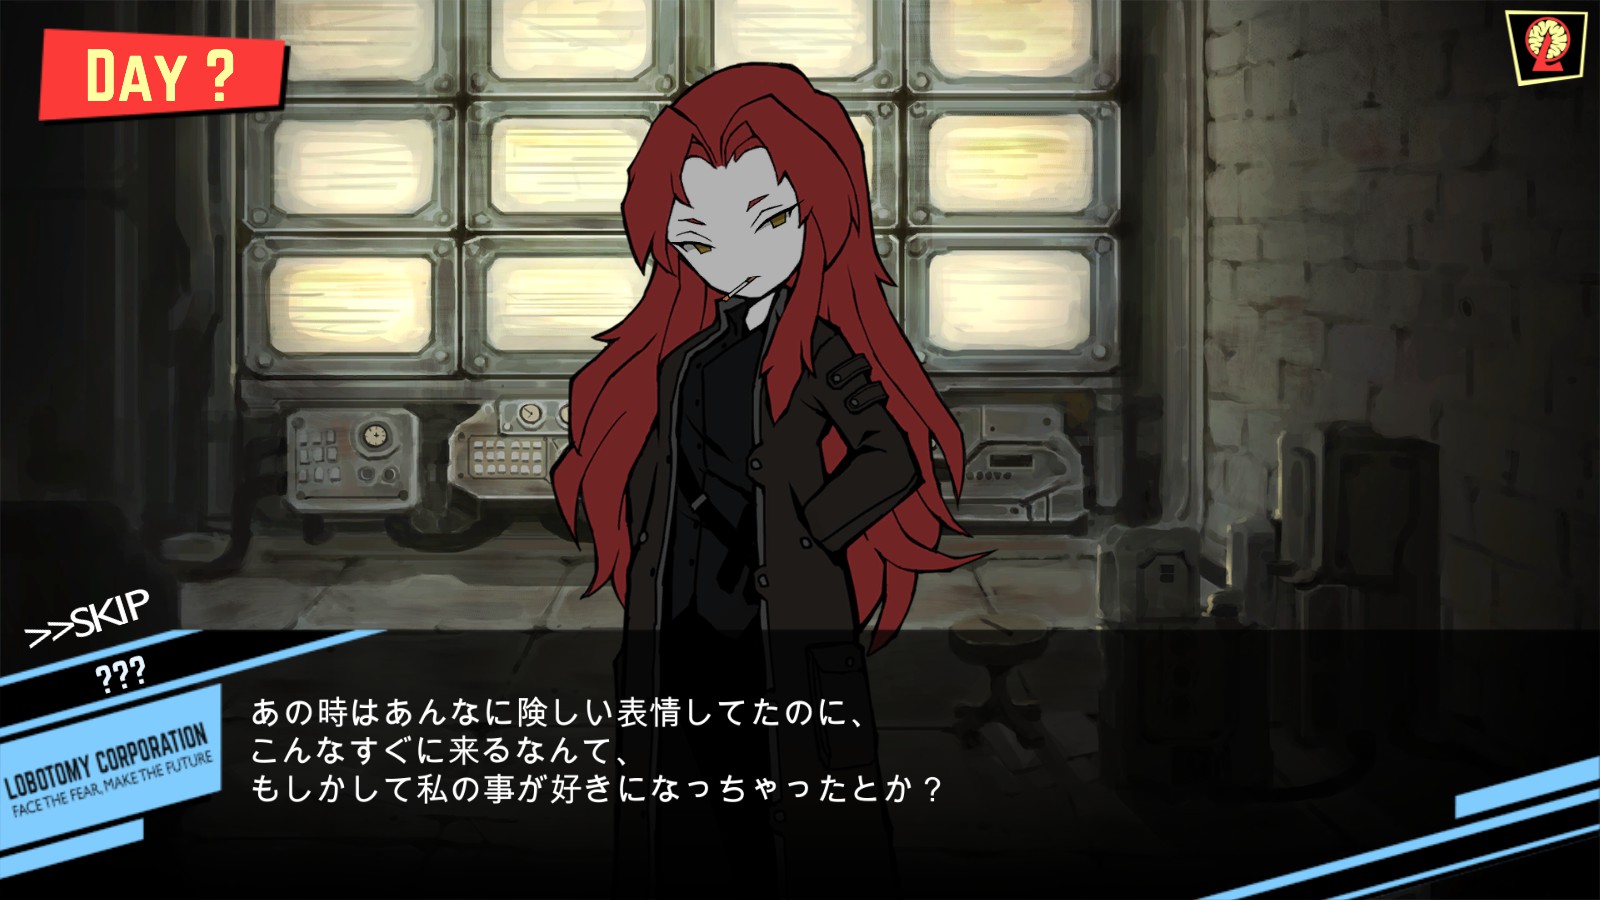 DAY ?
>>SKIP
???
LOBOTOMY CORPORATION
FACE THE FEAR, MAKE THE FUTURE
あの時はあんなに険しい表情してたのに、
こんなすぐに来るなんて、
もしかして私の事が好きになっちゃったとか？